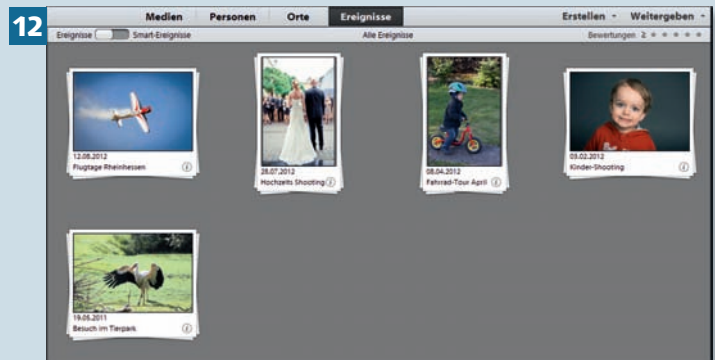 12
Medien Personen Orte Ereignisse Erstellen Weitergeben
Ereignisse Smart-Ereignisse Alle Ereignisse Bewertungen ≥
12.08.2012
Flugtage Rheinhessen
28.07.2012
Hochzeits Shooting
08.04.2012
Fahrrad-Tour April
03.02.2012
Kinder-Shooting
19.05.2011
Besuch im Tierpark